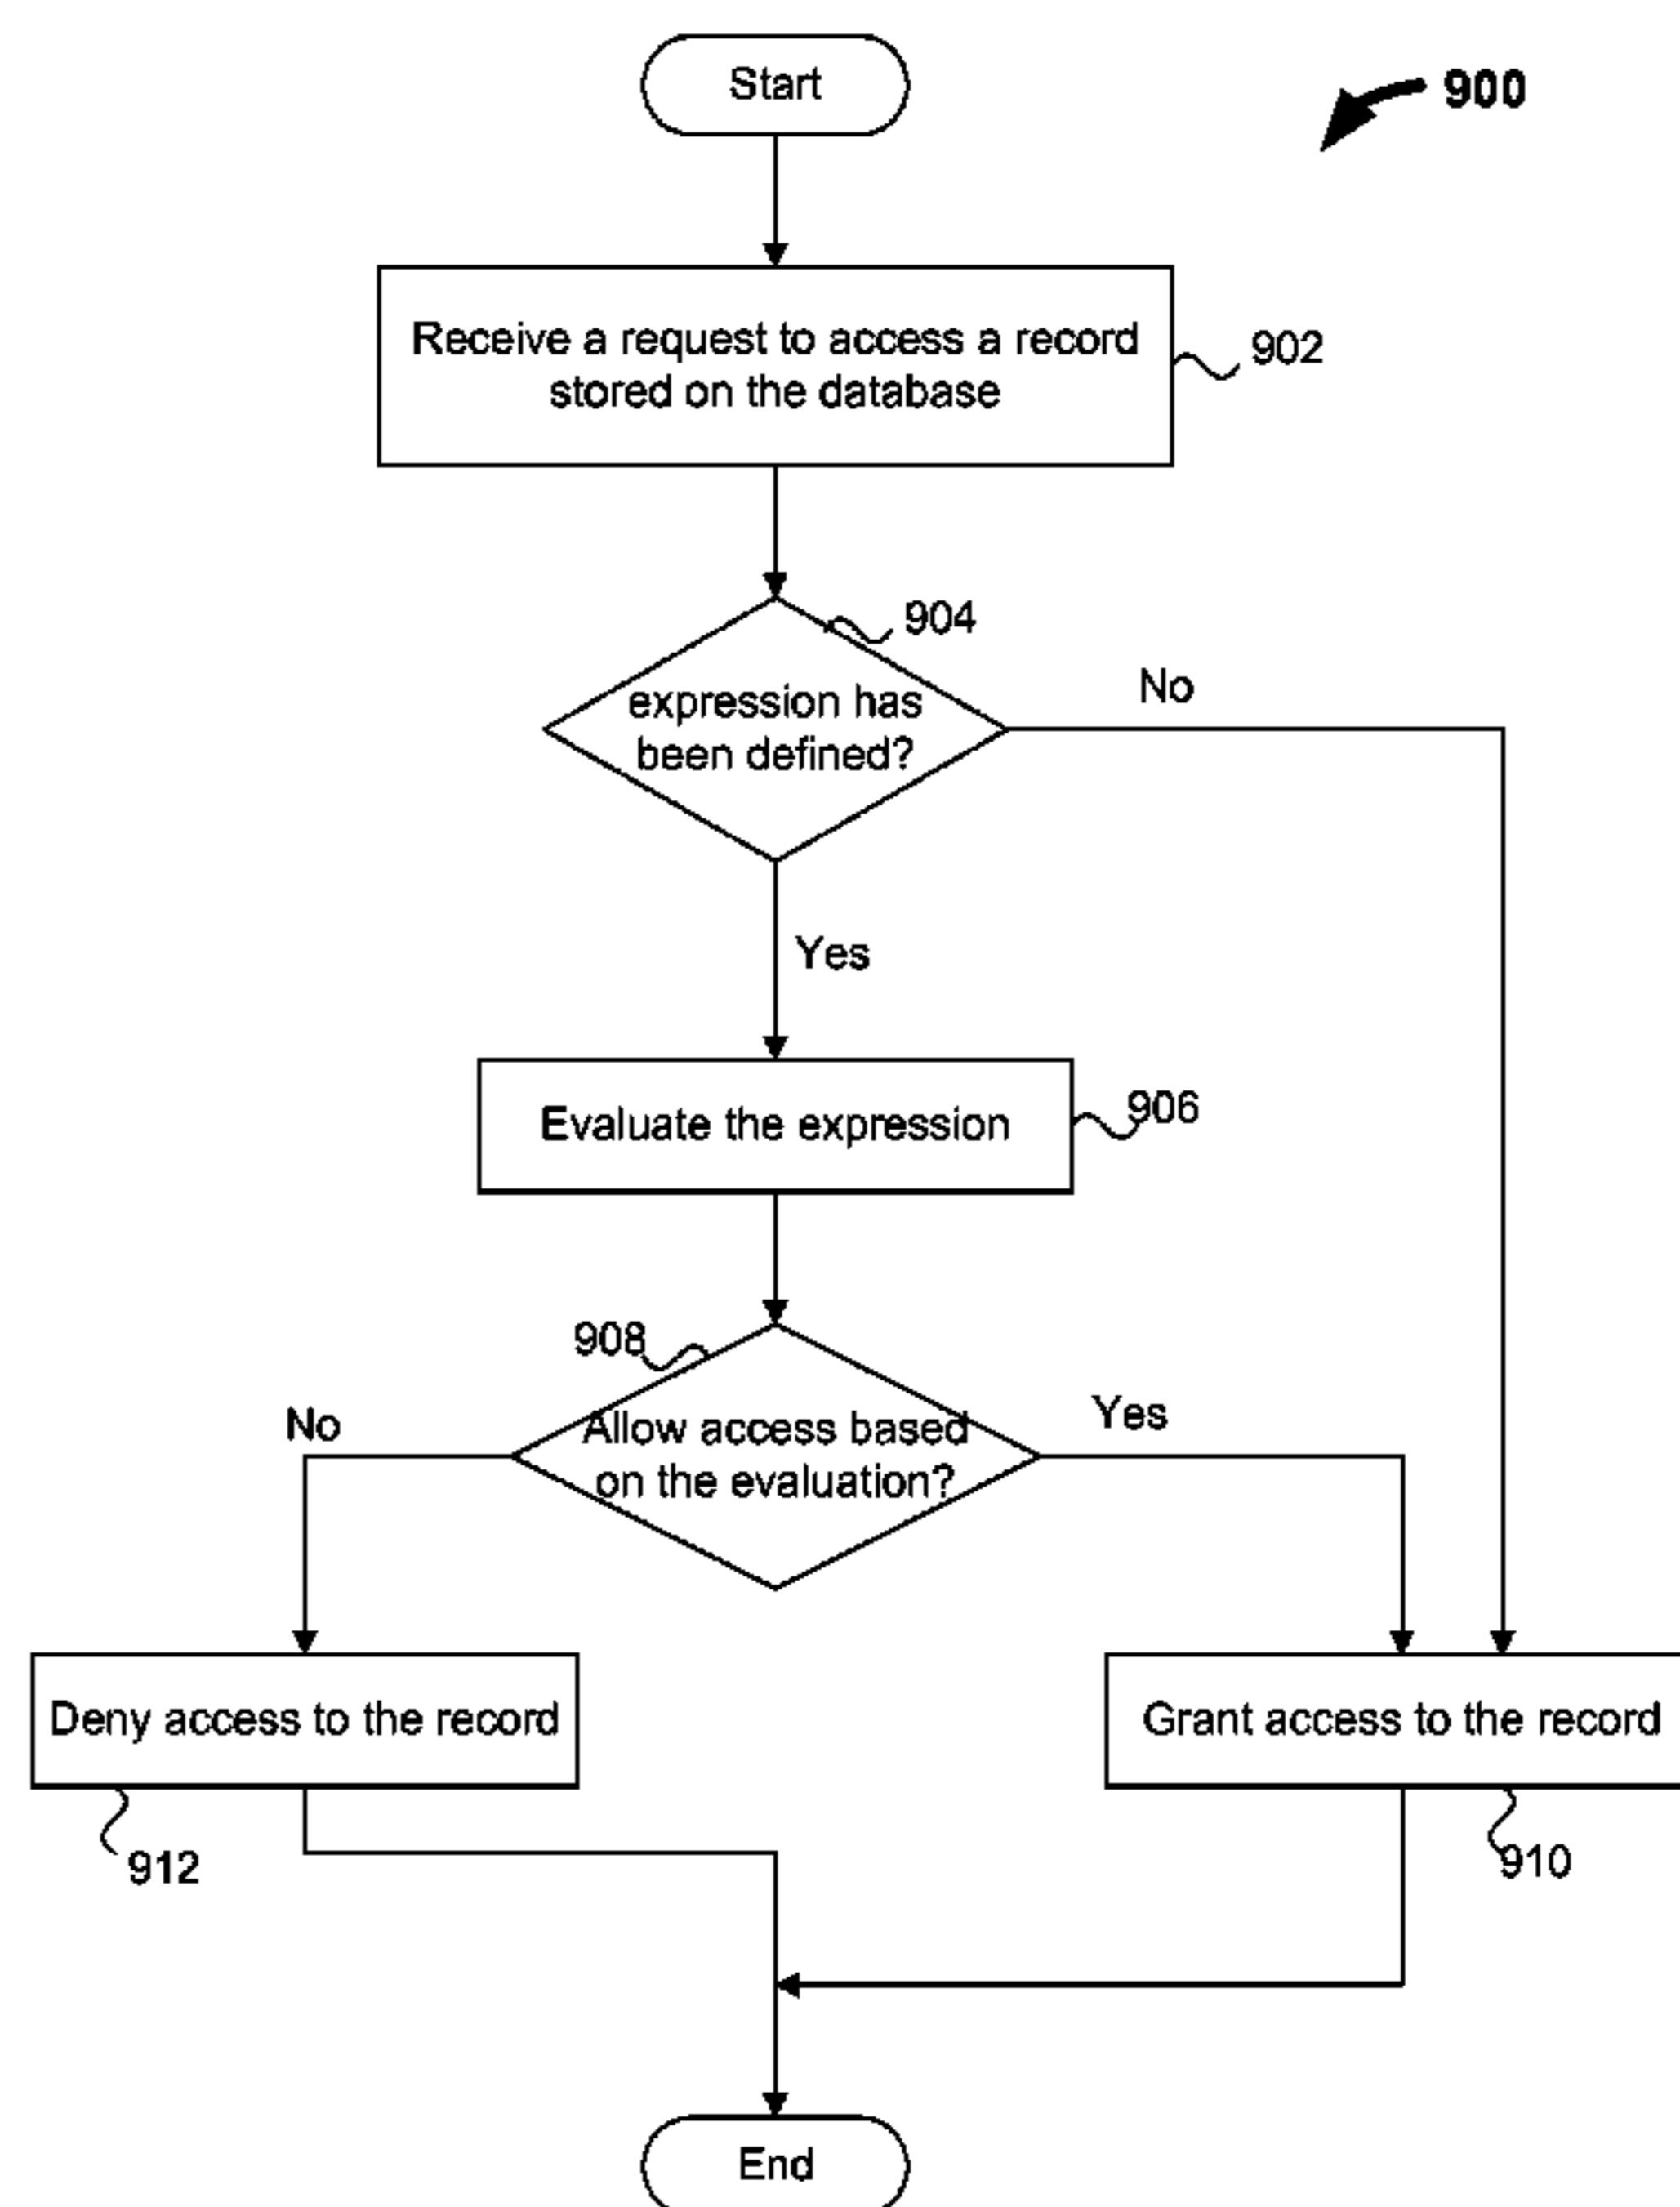 Start
900
Receive a request to access a record
stored on the database
902
904
expression has
been defined?
No
Yes
Evaluate the expression
906
908
Allow access based
on the evaluation?
No
Yes
Deny access to the record
Grant access to the record
912
910
End